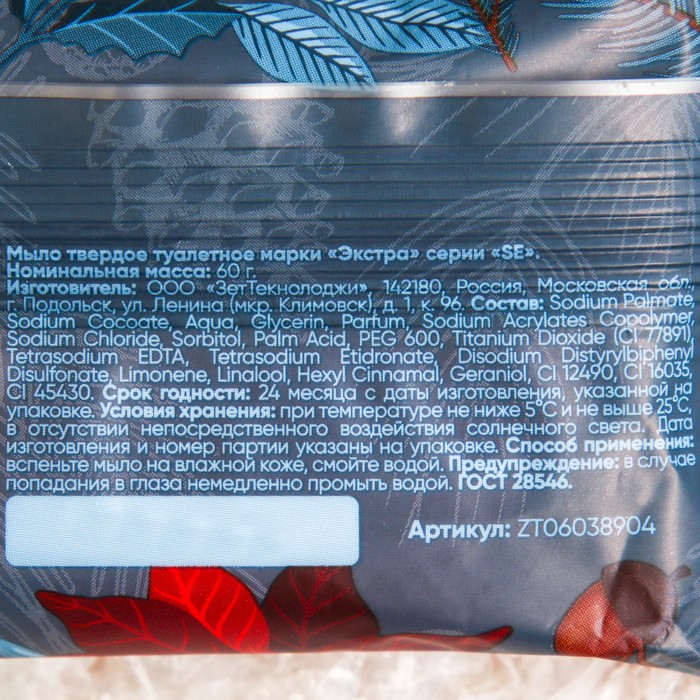 Мыло твердое туалетное марки «Экстра» серии «SE».
Номинальная масса: 60 г.
Изготовитель: ООО «ЗетТекнолоджи», 142180, Россия, Московская обл.,
г. Подольск, ул. Ленина (мкр. Климовск), д. 1, к. 96. Состав: Sodium Palmate,
Sodium Cocoate, Aqua, Glycerin, Parfum, Sodium Acrylates Copolymer,
Sodium Chloride, Sorbitol, Palm Acid, PEG 600, Titanium Dioxide (CI 77891),
Tetrasodium EDTA, Tetrasodium Etidronate, Disodium Distyrylbiphenyl
Disulfonate, Limonene, Linalool, Hexyl Cinnamal, Geraniol, CI 12490, CI 16035,
CI 45430. Срок годности: 24 месяца с даты изготовления, указанной на
упаковке. Условия хранения: при температуре не ниже 5°C и не выше 25°C
в отсутствии непосредственного воздействия солнечного света. Дата
изготовления и номер партии указаны на упаковке. Способ применения:
вспеньте мыло на влажной коже, смойте водой. Предупреждение: в случае
попадания в глаза немедленно промыть водой. ГОСТ 28546.
Артикул: ZT06038904